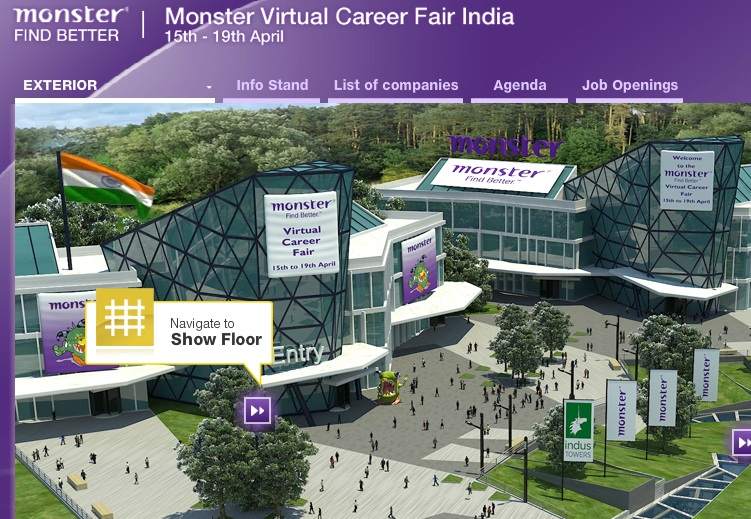 monster
FIND BETTER
Monster Virtual Career Fair India
15th - 19th April
EXTERIOR
Info Stand
List of companies
Agenda
Job Openings
monster
monster
Find Better.™
Welcome
to the
monster
Find Better
Virtual Career
Fair
15th to 19th April
monster
Find Better.™
Virtual
Career
Fair
15th to 19th April
monster
monster
Navigate to
Show Floor
Entry
indus
TOWERS
monster
monster
monster